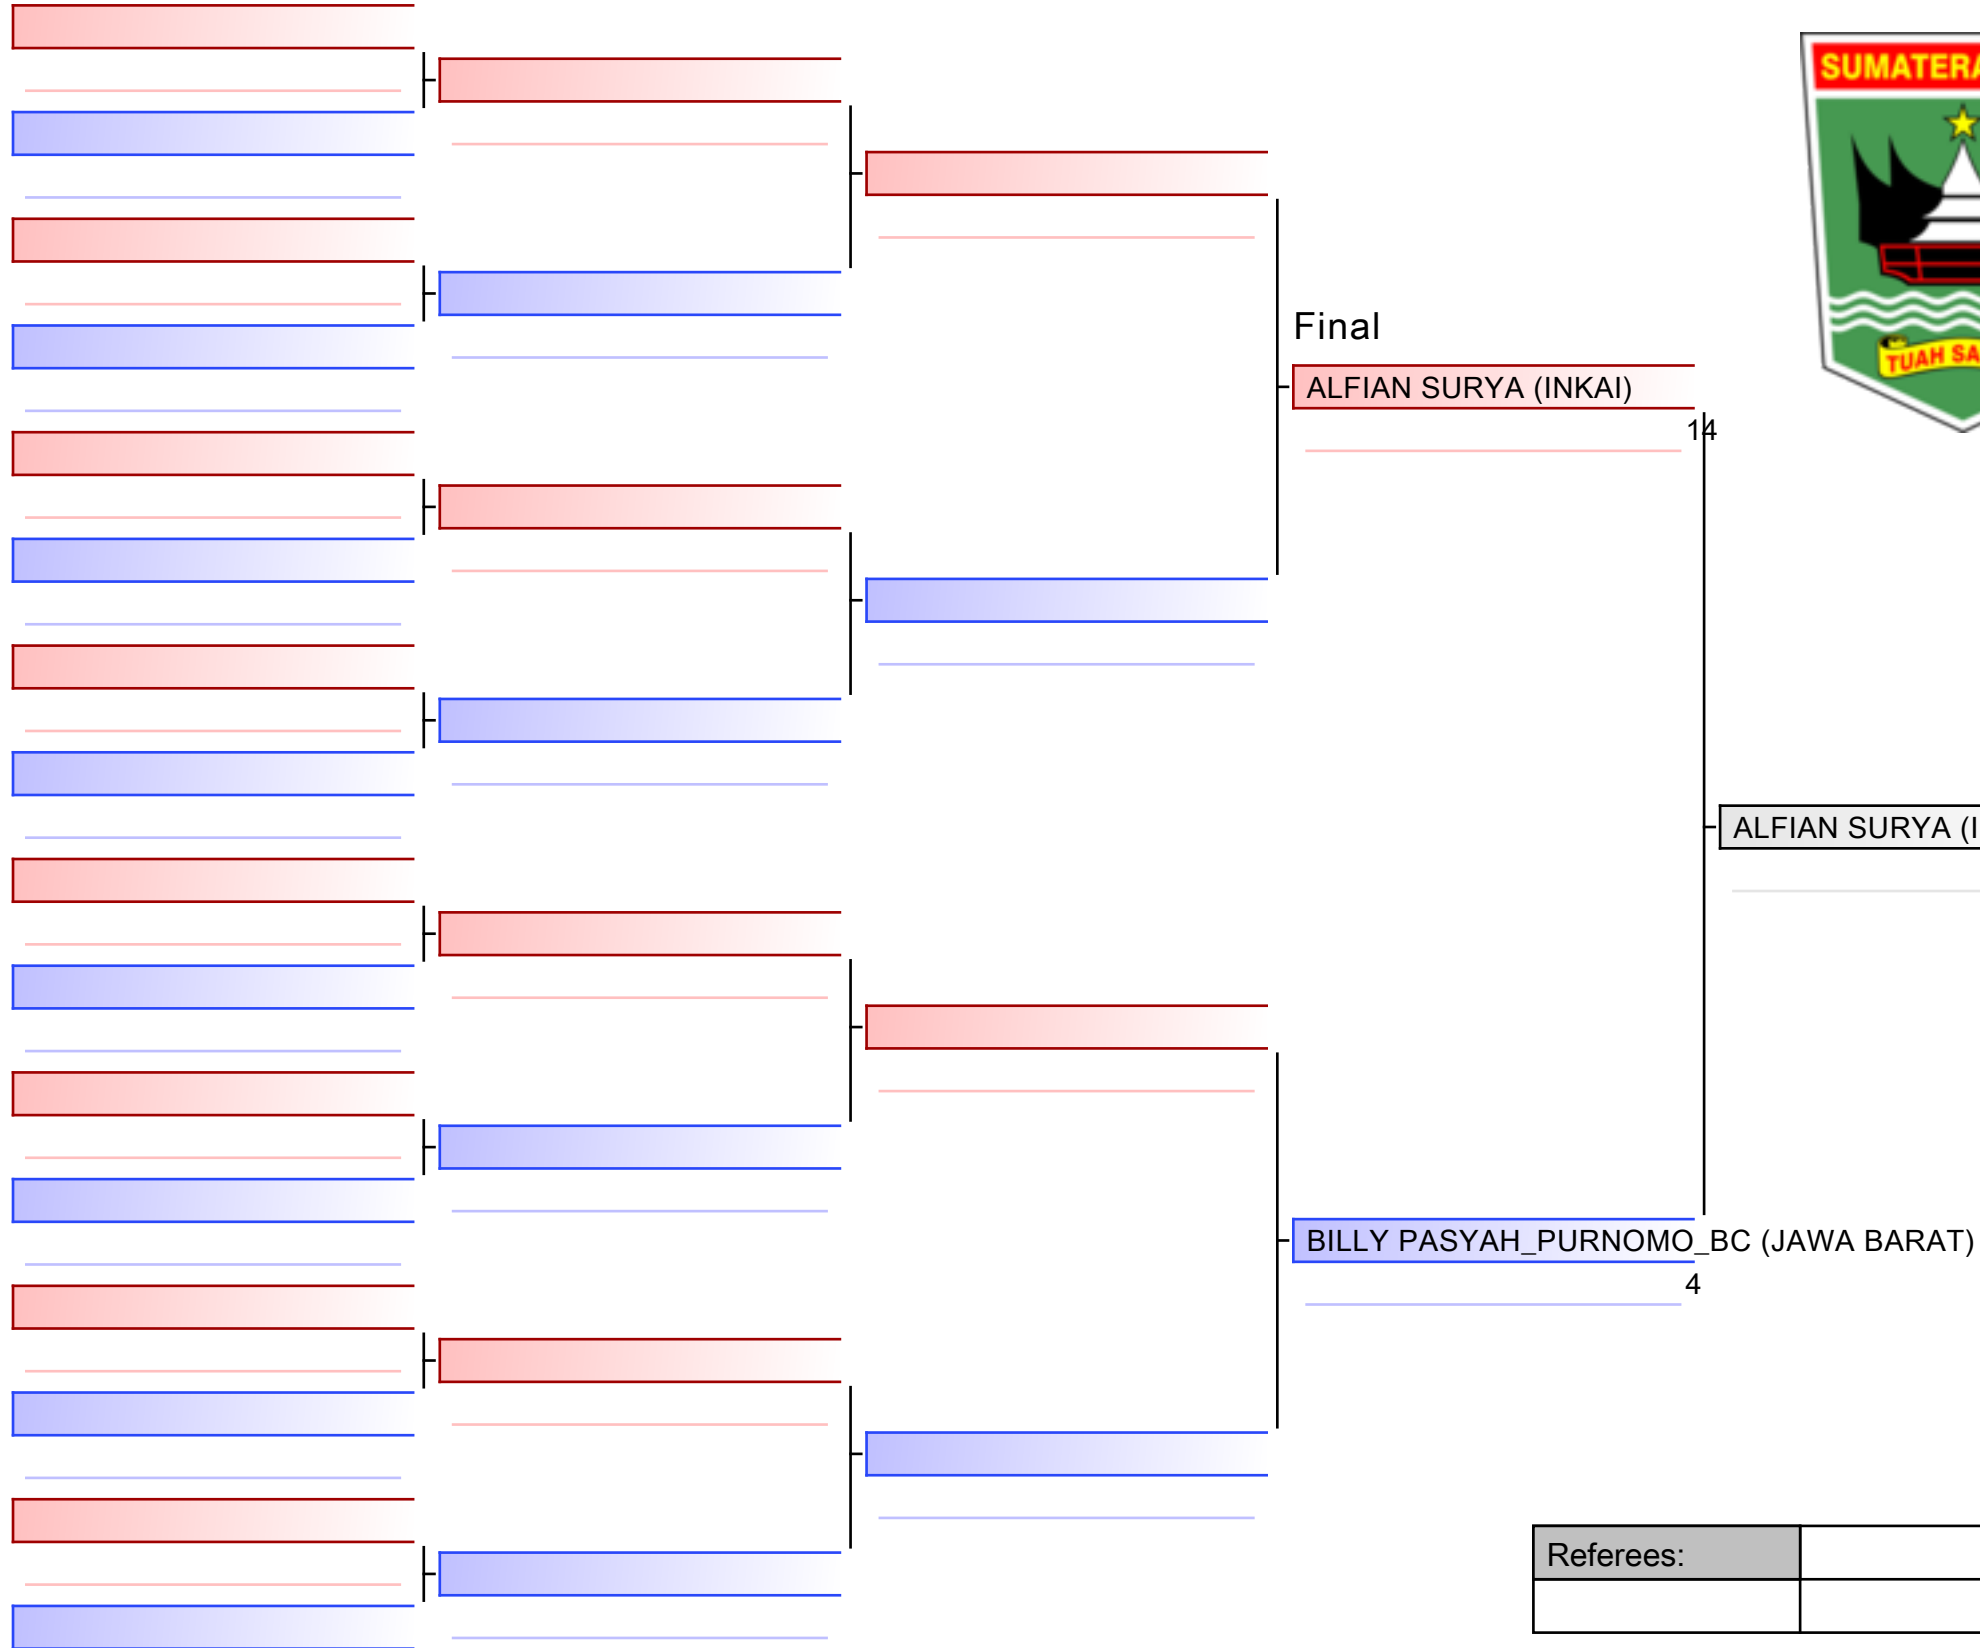 SUMATERA
Final
ALFIAN SURYA (INKAI)
TUAH SA
14
ALFIAN SURYA (I
BILLY PASYAH_PURNOMO_BC (JAWA BARAT)
4
Referees: